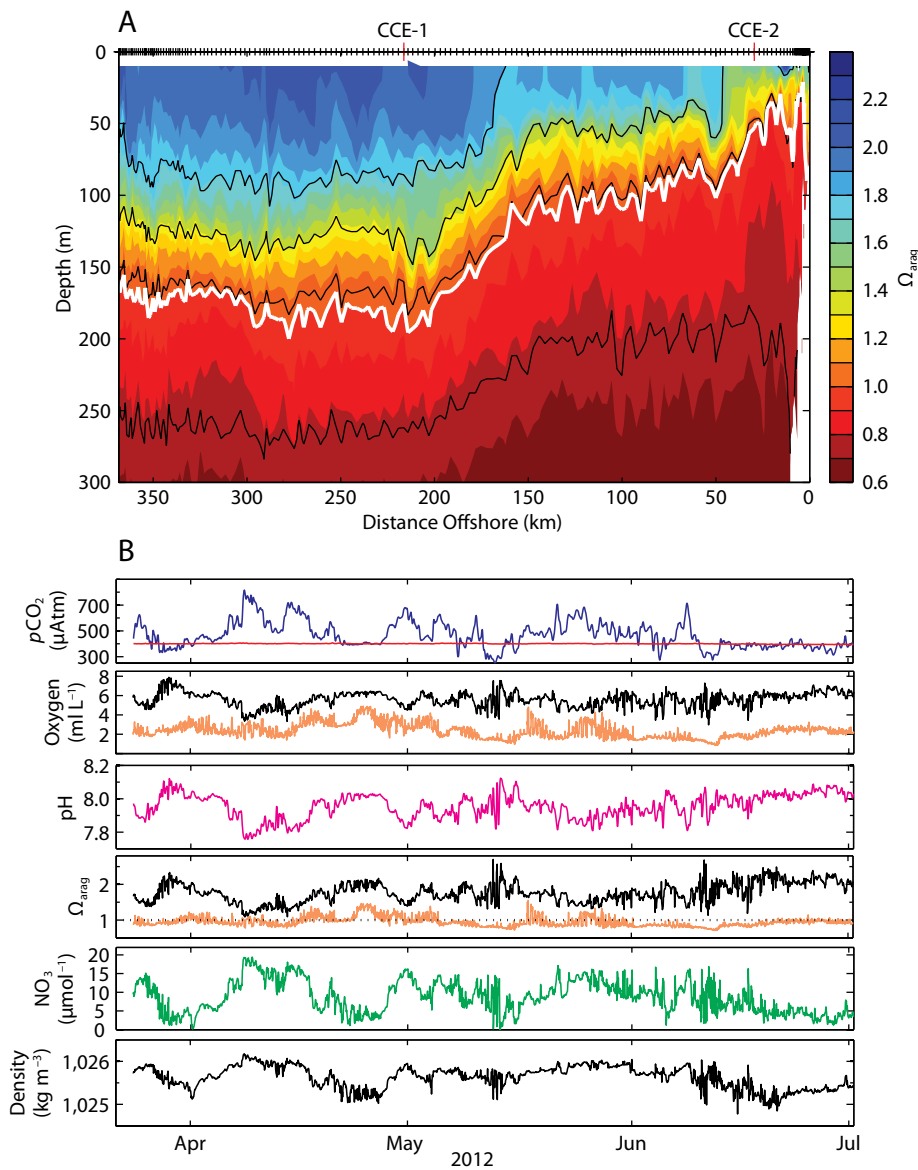 A
CCE-1 CCE-2
0
50
100
150
200
250
300
Depth (m)
350 300 250 200 150 100 50 0
Distance Offshore (km)
2.2
2.0
1.8
1.6
1.4
1.2
1.0
0.8
0.6
Ωarag
B
pCO2
(μAtm)
700
500
300
Oxygen
(ml L−1)
8
6
4
2
pH
8.2
8.0
7.8
Ωarag
2
1
NO3
(μmol−1)
20
15
10
5
0
Density
(kg m−3)
1,026
1,025
Apr May Jun Jul
2012